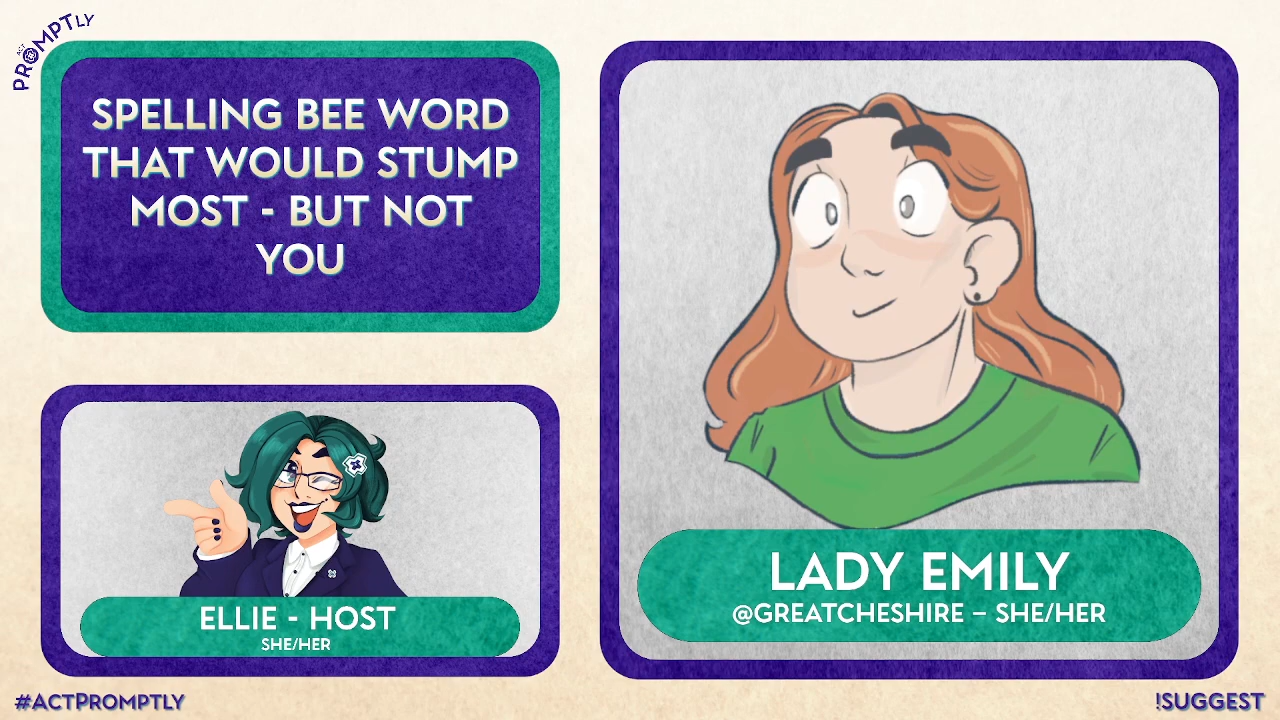 ACT PROMPTLY
SPELLING BEE WORD
THAT WOULD STUMP
MOST - BUT NOT
YOU
ELLIE - HOST
SHE/HER
LADY EMILY
@GREATCHESHIRE – SHE/HER
#ACTPROMPTLY
!SUGGEST